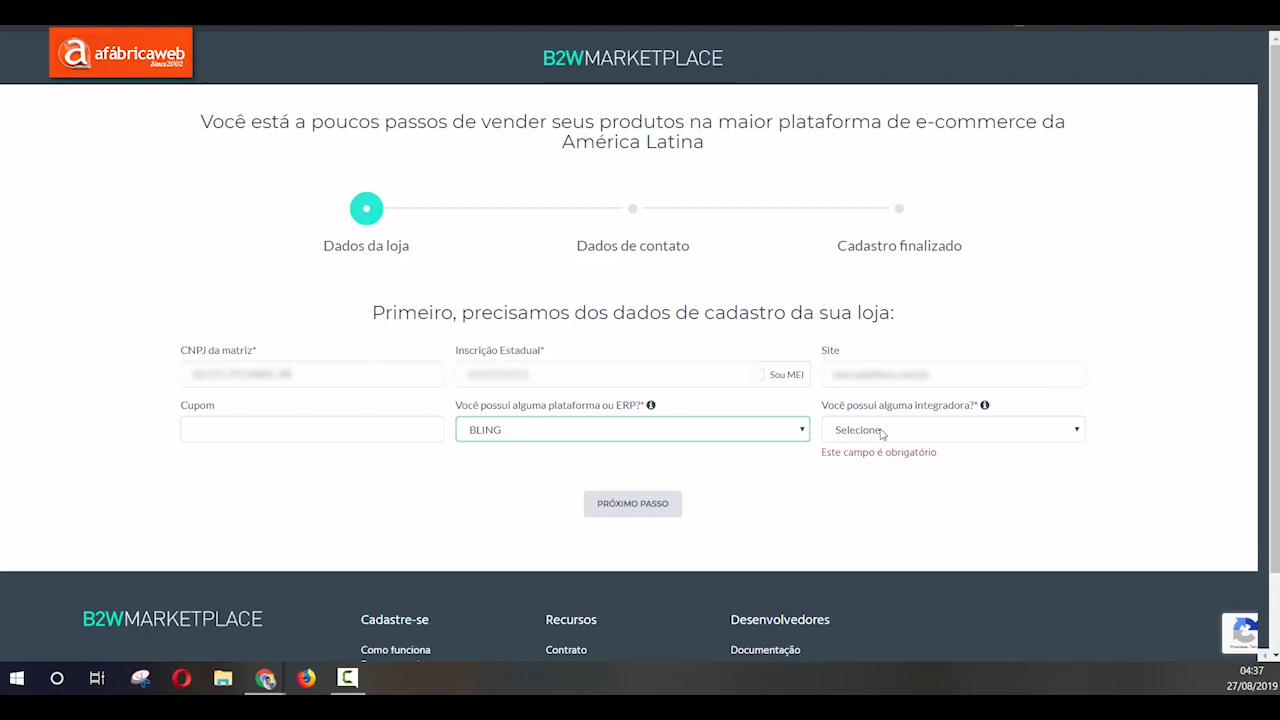 afábricaweb
Since2002
B2WMARKETPLACE
Você está a poucos passos de vender seus produtos na maior plataforma de e-commerce da
América Latina
Dados da loja
Dados de contato
Cadastro finalizado
Primeiro, precisamos dos dados de cadastro da sua loja:
CNPJ da matriz*
Inscrição Estadual*
Site
Sou MEI
Cupom
Você possui alguma plataforma ou ERP?*
Você possui alguma integradora?*
BLING
Selecione
Este campo é obrigatório
PRÓXIMO PASSO
B2WMARKETPLACE
Cadastre-se
Recursos
Desenvolvedores
Como funciona
Contrato
Documentação
04:37
27/08/2019